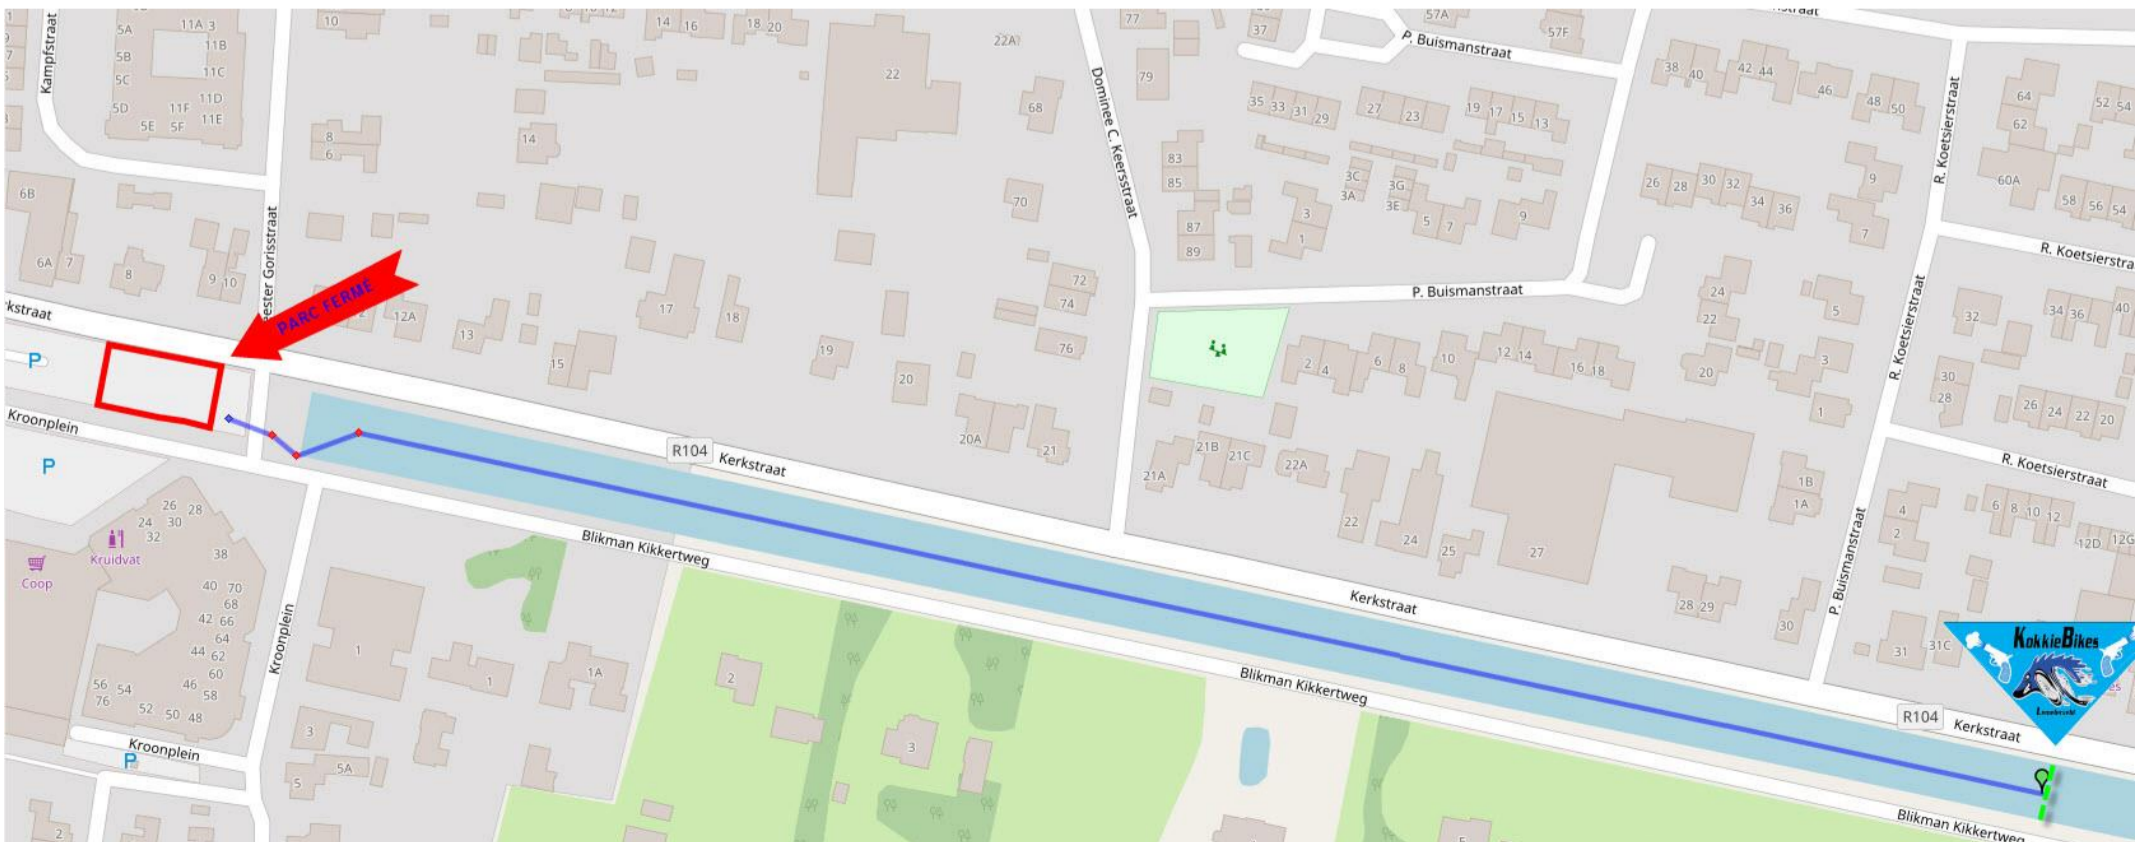 Kampfstraat
5A
11A 3
11B
5B
11C
5C
11D
5D
11F
11E
5E
5F
10
14
16
18
20
22A
22
68
77
79
37
57A
57F
P. Buismanstraat
38
40
42 44
46
48
50
64
62
52 54
R. Koetsierstraat
8
6
14
Dominee C. Keersstraat
35
33
31
29
27
23
19
17
15
13
83
85
3C
3A
3G
3E
5
7
9
3
1
87
89
26
28
30
32
34
36
9
7
60A
58
56
54
6B
6A
7
8
9
10
70
72
74
76
P. Buismanstraat
24
22
5
3
R. Koetsierstraat
32
34 36
40
PARC FERME
12A
13
15
17
18
19
20
2
4
6
8
10
12
14
16 18
20
1
30
28
26
24
22
20
P
Kroonplein
P
R104
Kerkstraat
20A
21
21A
21B
21C
22A
22
24
25
27
28 29
30
1B
1A
R. Koetsierstraat
4
2
6
8
10
12
12D
12G
P. Buismanstraat
31
31C
26
28
24
30
32
Kruidvat
Coop
38
40
70
68
42
66
64
44
62
60
46
58
56
54
76
52
50
48
Kroonplein
Blikman Kikkertweg
Kerkstraat
1
1
1A
2
3
3
5
5A
Kroonplein
P
2
Blikman Kikkertweg
KokkieBikes
R104
Kerkstraat
Blikman Kikkertweg